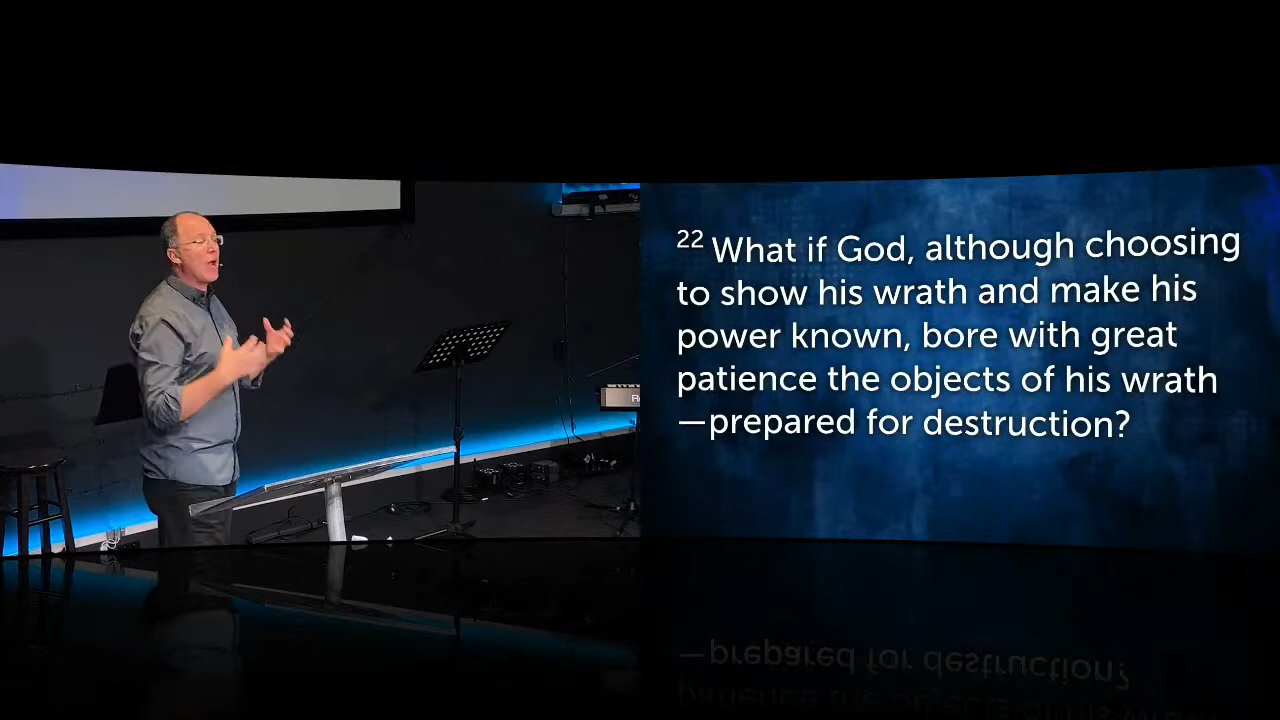 22 What if God, although choosing
to show his wrath and make his
power known, bore with great
patience the objects of his wrath
—prepared for destruction?